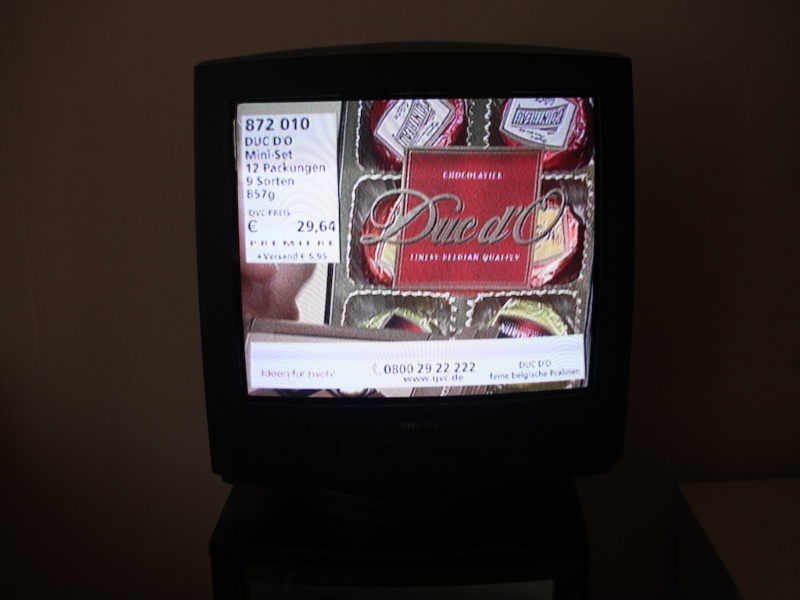 872 010
DUC D'O
Mini-Set
12 Packungen
9 Sorten
857g
QVC PREIS
€ 29,64
PREMIERE
+Versand € 5,95
CHOCOLATIER
Duc d'O
FINEST BELGIAN QUALITY
Ideen für mich!
0800 29 22 222
www.qvc.de
DUC D'O
feine belgische Pralinen
PHILIPS